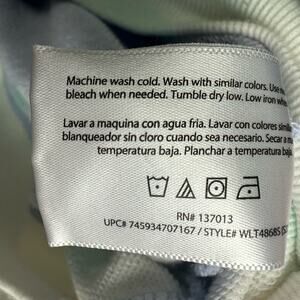 Machine wash cold. Wash with similar colors. Use
bleach when needed. Tumble dry low. Low iron
Lavar a maquina con agua fria. Lavar con colores
blanqueador sin cloro cuando sea necesario. Secar a
temperatura baja. Planchar a temperatura baja.
RN# 137013
UPC# 745934707167 / STYLE# WLT4868S